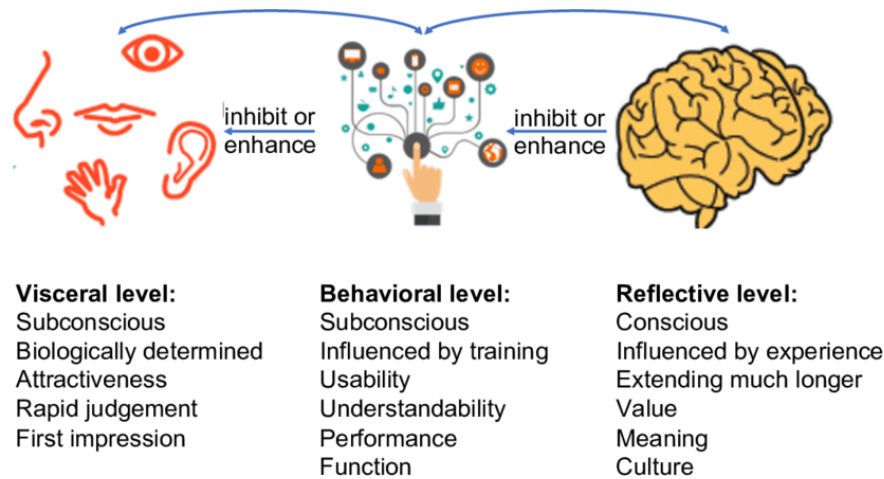 inhibit or
enhance
inhibit or
enhance
Visceral level:
Subconscious
Biologically determined
Attractiveness
Rapid judgement
First impression
Behavioral level:
Subconscious
Influenced by training
Usability
Understandability
Performance
Function
Reflective level:
Conscious
Influenced by experience
Extending much longer
Value
Meaning
Culture